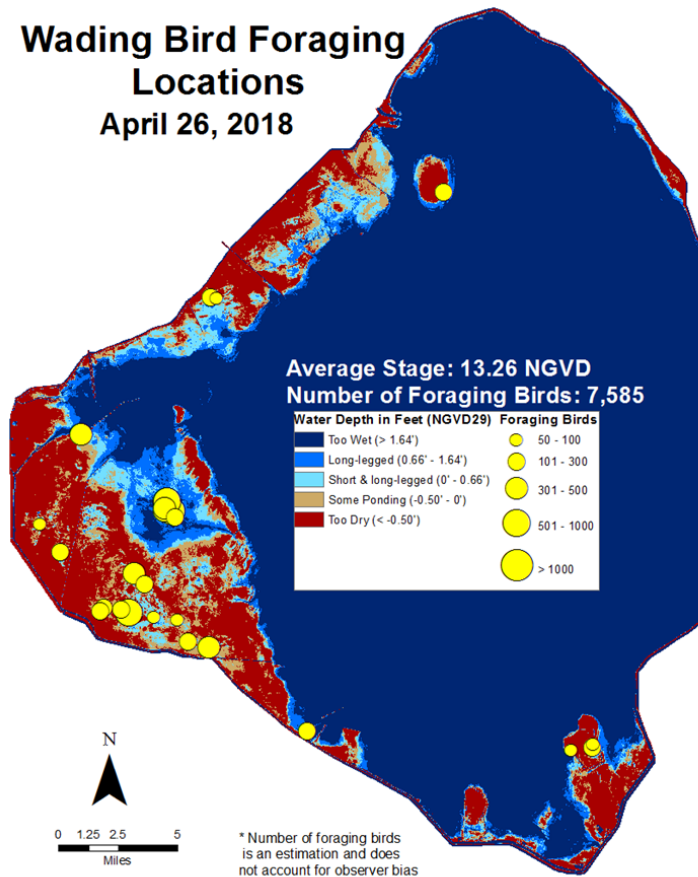 Wading Bird Foraging
Locations
April 26, 2018
Average Stage: 13.26 NGVD
Number of Foraging Birds: 7,585
Water Depth in Feet (NGVD29)
Too Wet (> 1.64')
Long-legged (0.66' - 1.64')
Short & long-legged (0' - 0.66')
Some Ponding (-0.50' - 0')
Too Dry (< -0.50')
Foraging Birds
50 - 100
101 - 300
301 - 500
501 - 1000
> 1000
N
0 1.25 2.5 5
Miles
* Number of foraging birds
is an estimation and does
not account for observer bias